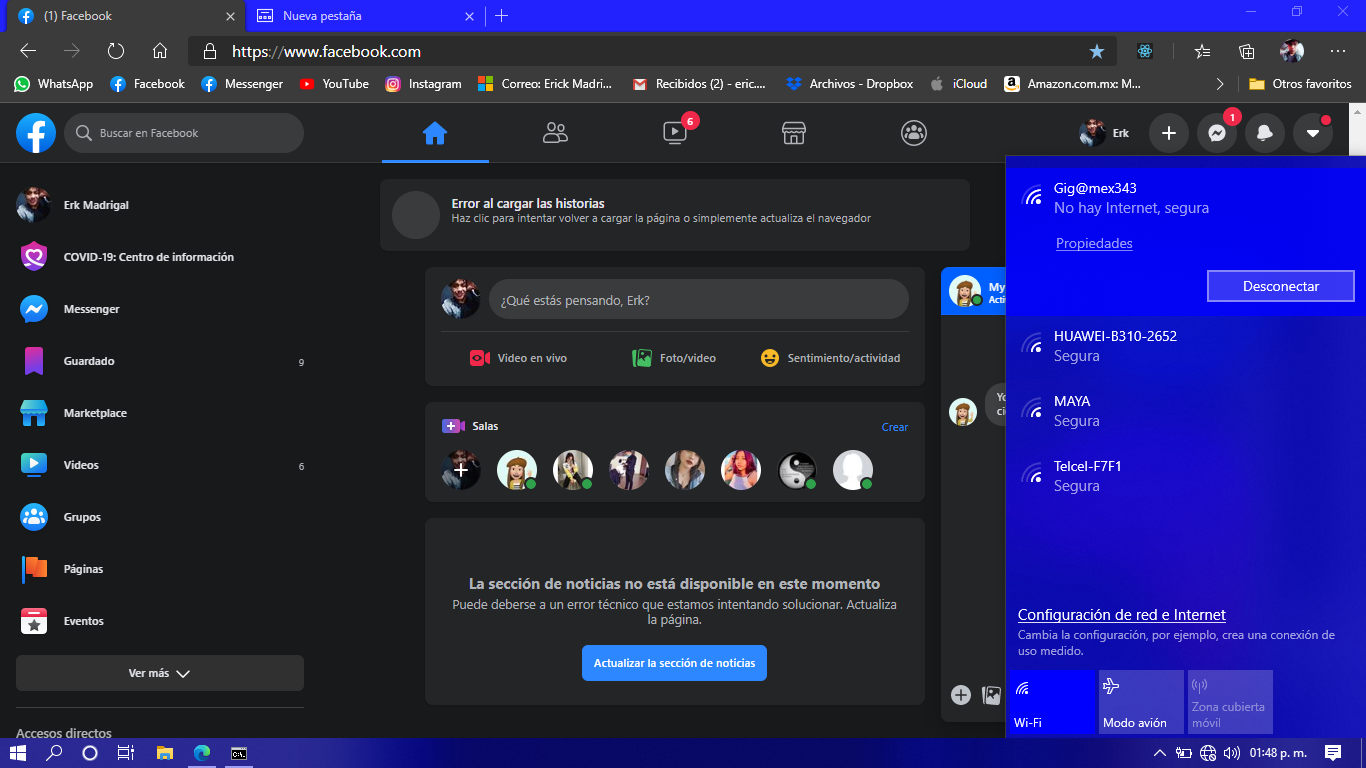 (1) Facebook
Nueva pestaña
https://www.facebook.com
WhatsApp
Facebook
Messenger
YouTube
Instagram
Correo: Erick Madri...
Recibidos (2) - eric....
Archivos - Dropbox
iCloud
Amazon.com.mx: M...
Otros favoritos
Buscar en Facebook
6
Erk
1
Erk Madrigal
COVID-19: Centro de información
Messenger
Guardado
9
Marketplace
Videos
6
Grupos
Páginas
Eventos
Ver más
Accesos directos
Error al cargar las historias
Haz clic para intentar volver a cargar la página o simplemente actualiza el navegador
¿Qué estás pensando, Erk?
Video en vivo
Foto/video
Sentimiento/actividad
Salas
Crear
La sección de noticias no está disponible en este momento
Puede deberse a un error técnico que estamos intentando solucionar. Actualiza
la página.
Actualizar la sección de noticias
My
Acti
Yo
ci
Gig@mex343
No hay Internet, segura
Propiedades
Desconectar
HUAWEI-B310-2652
Segura
MAYA
Segura
Telcel-F7F1
Segura
Configuración de red e Internet
Cambia la configuración, por ejemplo, crea una conexión de
uso medido.
Wi-Fi
Modo avión
Zona cubierta
móvil
01:48 p. m.